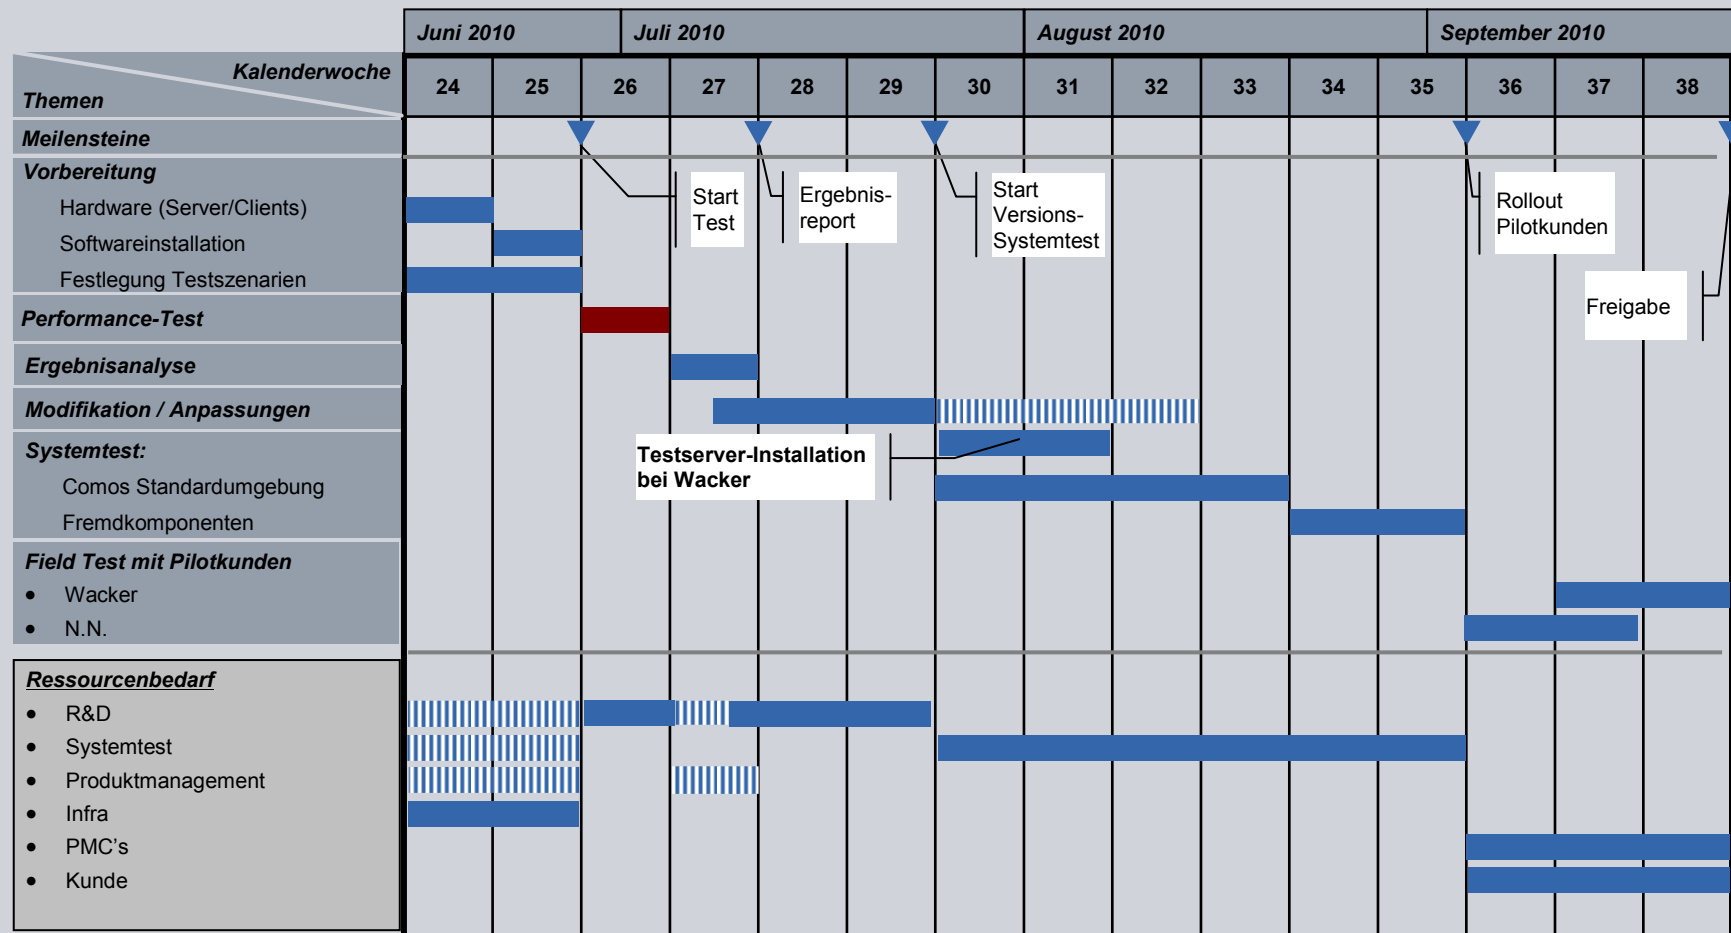 Juni 2010 Juli 2010 August 2010 September 2010
Kalenderwoche
Themen
24 25 26 27 28 29 30 31 32 33 34 35 36 37 38
Meilensteine
Vorbereitung
Hardware (Server/Clients)
Softwareinstallation
Festlegung Testszenarien
Start
Test
Ergebnis-
report
Start
Versions-
Systemtest
Rollout
Pilotkunden
Freigabe
Performance-Test
Ergebnisanalyse
Modifikation / Anpassungen
Systemtest:
Comos Standardumgebung
Fremdkomponenten
Testserver-Installation
bei Wacker
Field Test mit Pilotkunden
• Wacker
• N.N.
Ressourcenbedarf
• R&D
• Systemtest
• Produktmanagement
• Infra
• PMC’s
• Kunde